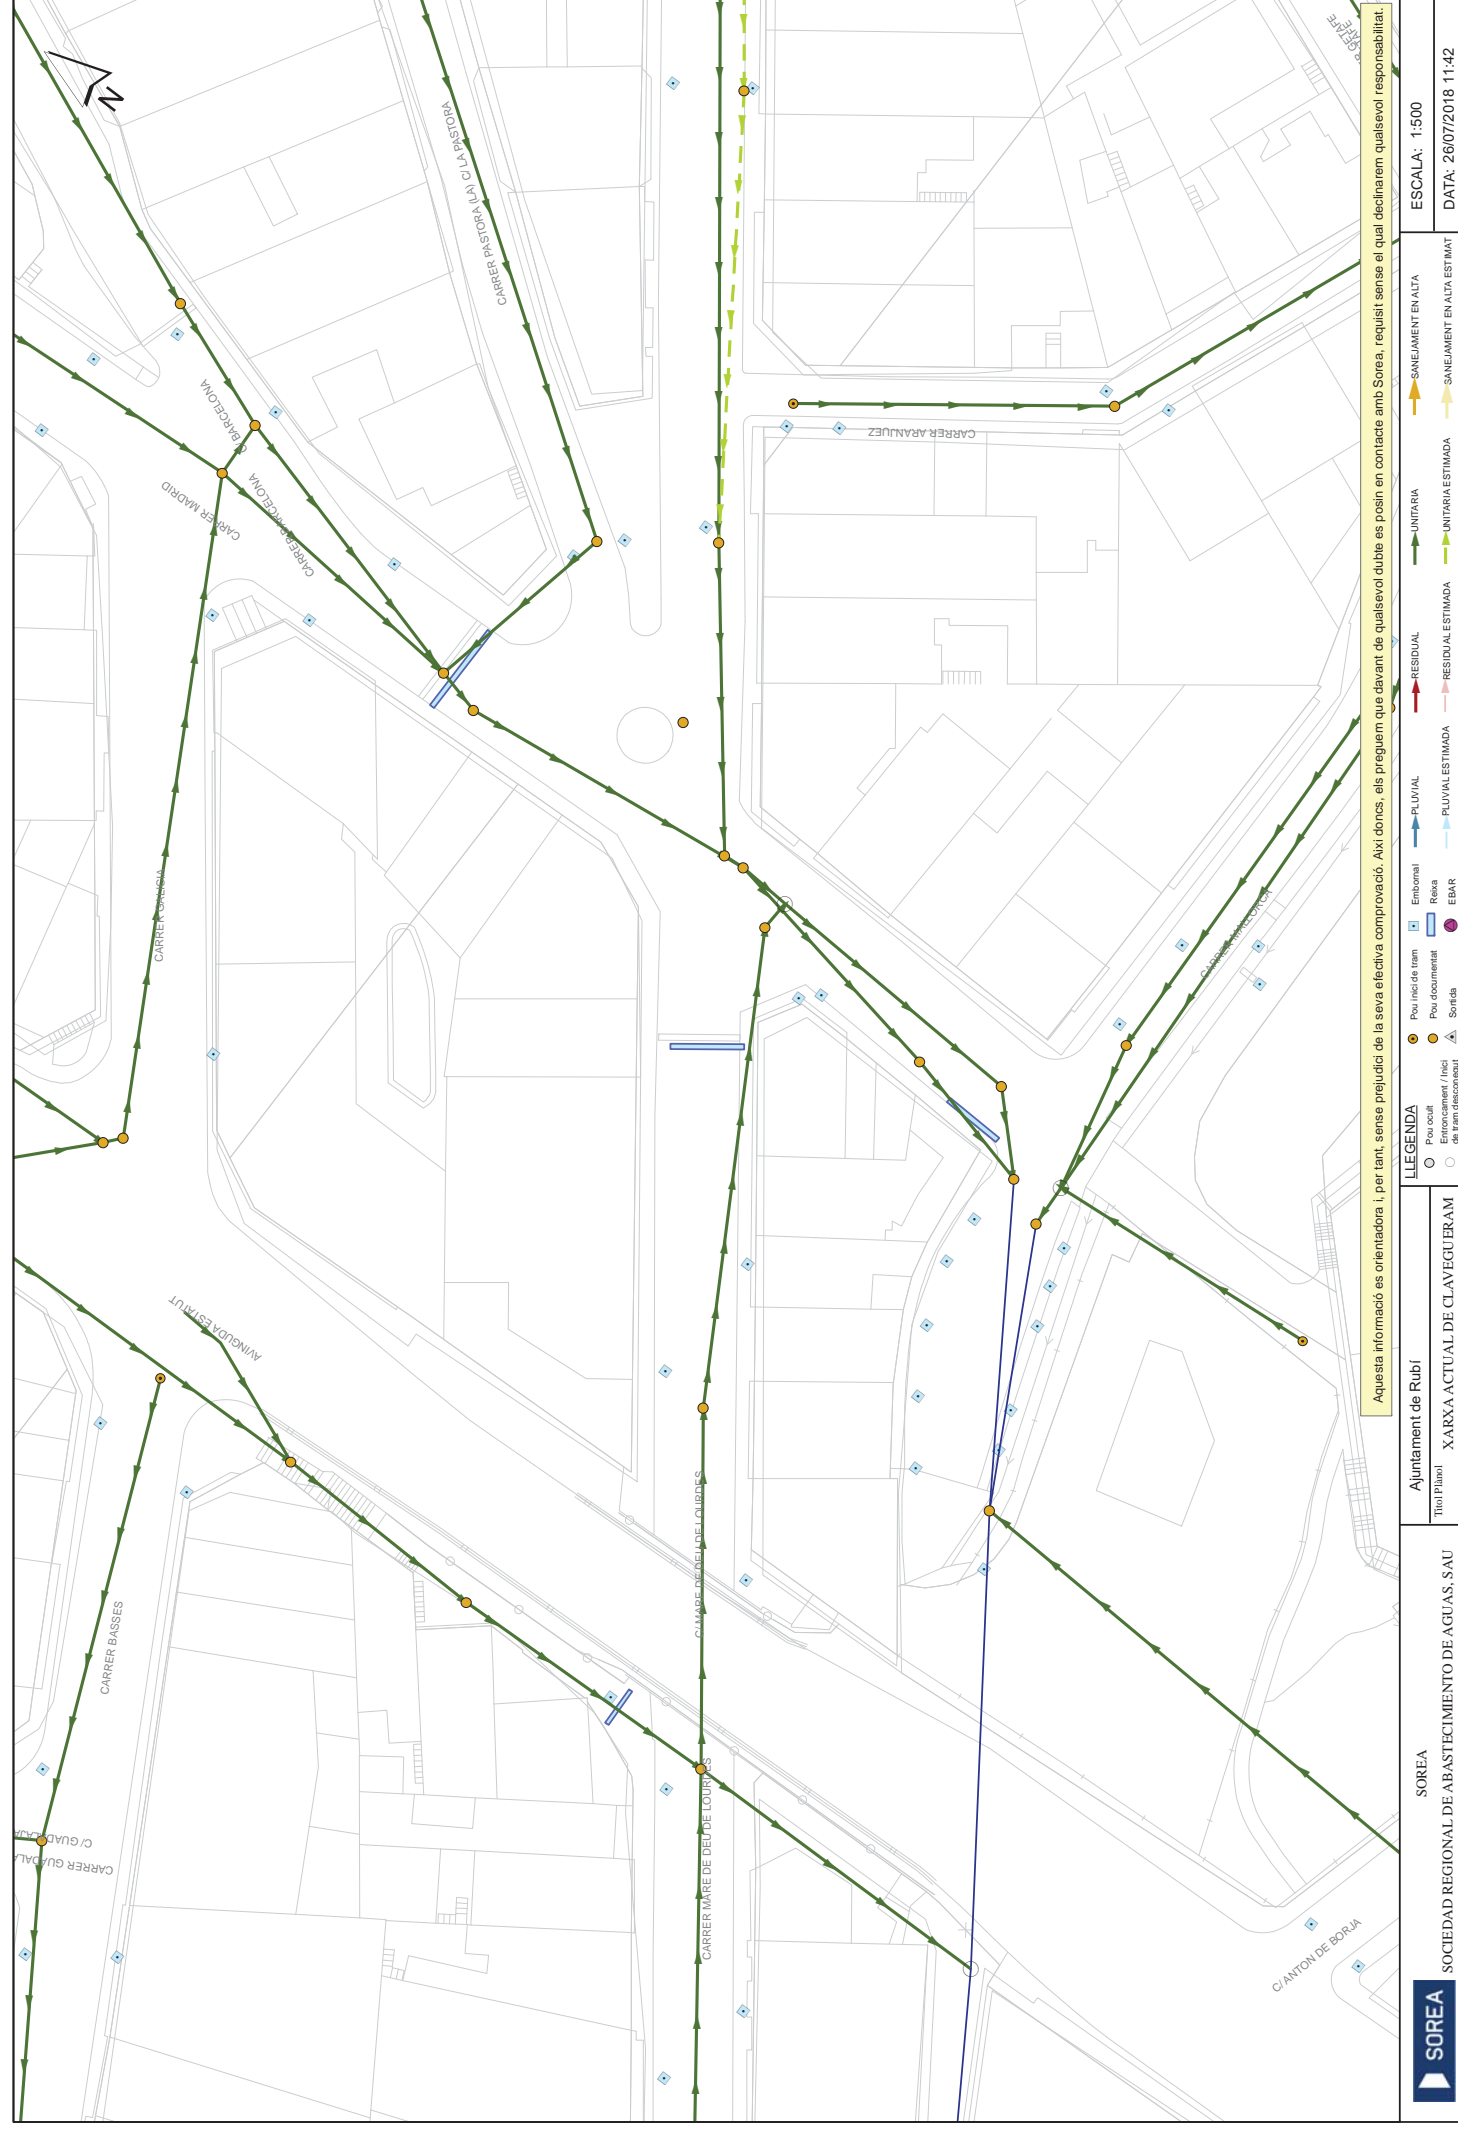 N
CARRER PASTORA (LA) C/ LA PASTORA
C/ BARCELONA
CARRER BARCELONA
CARRER MADRID
CARRER GALICIA
CARRER ARANJUEZ
CARRER MALLORCA
AVINGUDA ESTATUT
CARRER BASSES
C/ MARE DE DEU DE LOURDES
CARRER MARE DE DEU DE LOURDES
C/ ANTON DE BORJA
Aquesta informació es orientadora i, per tant, sense prejudici de la seva efectiva comprovació. Aixi doncs, els preguem que davant de qualsevol dubte es posin en contacte amb Sorea, requisit sense el qual declinarem qualsevol responsabilitat.
SOREA
SOREA
SOCIEDAD REGIONAL DE ABASTECIMIENTO DE AGUAS, SAU
Ajuntament de Rubí
Titol Plànol
XARXA ACTUAL DE CLAVEGUERAM
LLEGENDA
Pou ocult
Entroncament / Inici
de tram desconegut
Pou inici de tram
Pou documentat
Sortida
Embornal
Reixa
EBAR
PLUVIAL
PLUVIAL ESTIMADA
RESIDUAL
RESIDUAL ESTIMADA
UNITARIA
UNITARIA ESTIMADA
SANEJAMENT EN ALTA
SANEJAMENT EN ALTA ESTIMAT
ESCALA: 1:500
DATA: 26/07/2018 11:42